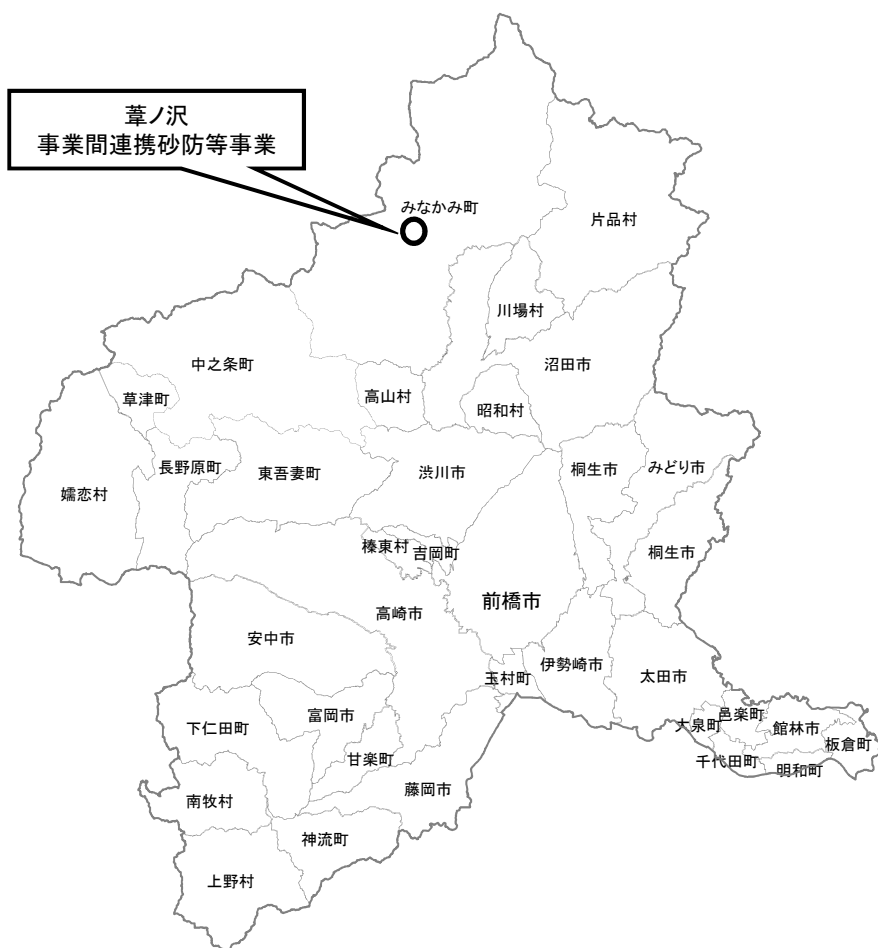 葦ノ沢
事業間連携砂防等事業
みなかみ町
片品村
川場村
中之条町
沼田市
草津町
高山村
昭和村
長野原町
東吾妻町
渋川市
桐生市
みどり市
嬬恋村
榛東村
吉岡町
桐生市
前橋市
高崎市
安中市
伊勢崎市
玉村町
太田市
富岡市
下仁田町
邑楽町
大泉町
館林市
板倉町
甘楽町
千代田町
明和町
藤岡市
南牧村
神流町
上野村